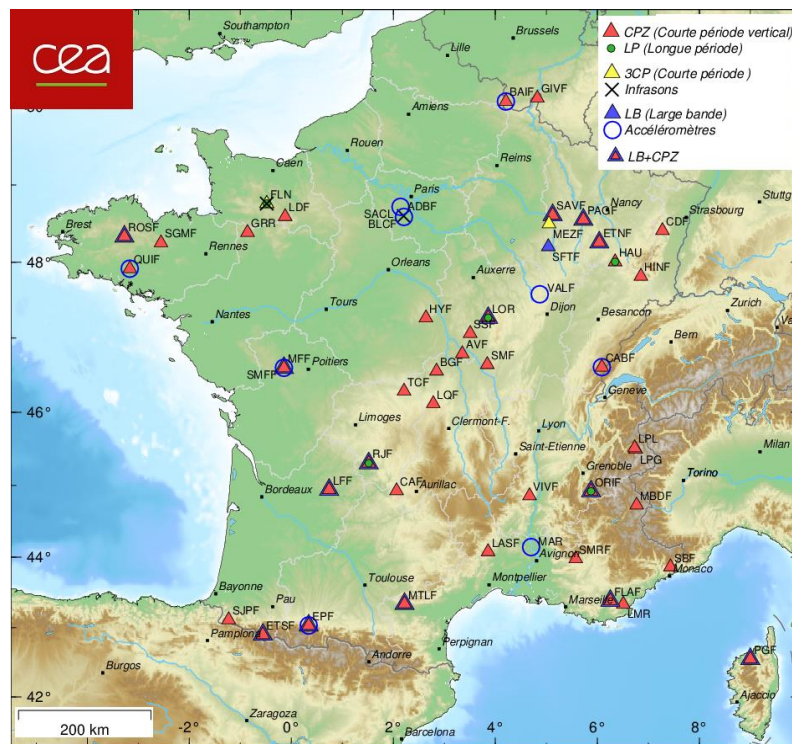 cea
CPZ (Courte période vertical)
LP (Longue période)
3CP (Courte période )
Infrasons
LB (Large bande)
Accéléromètres
LB+CPZ
Southampton
Brussels
Lille
BAIF
GIVF
Amiens
Rouen
Reims
Caen
FLN
LDF
GRR
Paris
ADBF
SACL
BLCF
SAVF
PAGF
Nancy
Strasbourg
Stuttg
MEZF
ETNF
CDF
SFTF
HAU
HINF
Brest
ROSF
SGMF
QUIF
Rennes
48°
Orleans
Auxerre
VALF
Dijon
Besancon
Zurich
Nantes
Tours
HYF
LOR
SSF
Bern
Va
AVF
SMF
BGF
MFF
SMFF
Poitiers
CABF
TCF
LQF
Geneve
46°
Limoges
Clermont-F.
Lyon
Saint-Etienne
LPL
LPG
Milan
RJF
Grenoble
Torino
Bordeaux
LFF
CAF
Aurillac
VIVF
ORIF
MBDF
44°
LASF
MAR
Avignon
SMRF
SBF
Monaco
Bayonne
Toulouse
Montpellier
Marseille
FLAF
LMR
Pau
SJPF
Pamplona
ETSF
EPF
MTLF
Andorre
Perpignan
Burgos
PGF
Ajaccio
42°
200 km
Zaragoza
Barcelona
0°
2°
4°
6°
8°